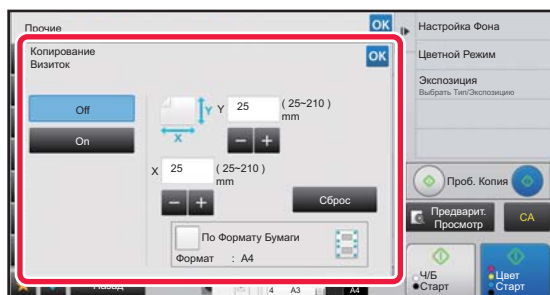 Прочие
OK
Копирование
Визиток
OK
Off
On
Y
Y 25 ( 25~210 )
mm
X
X 25 ( 25~210 )
mm
Сброс
По Формату Бумаги
Формат : A4
Назад
4 A3
A4
Настройка Фона
Цветной Режим
Экспозиция
Выбрать Тип/Экспозицию
Проб. Копия
Предварит.
Просмотр
CA
Ч/Б
Старт
Цвет
Старт